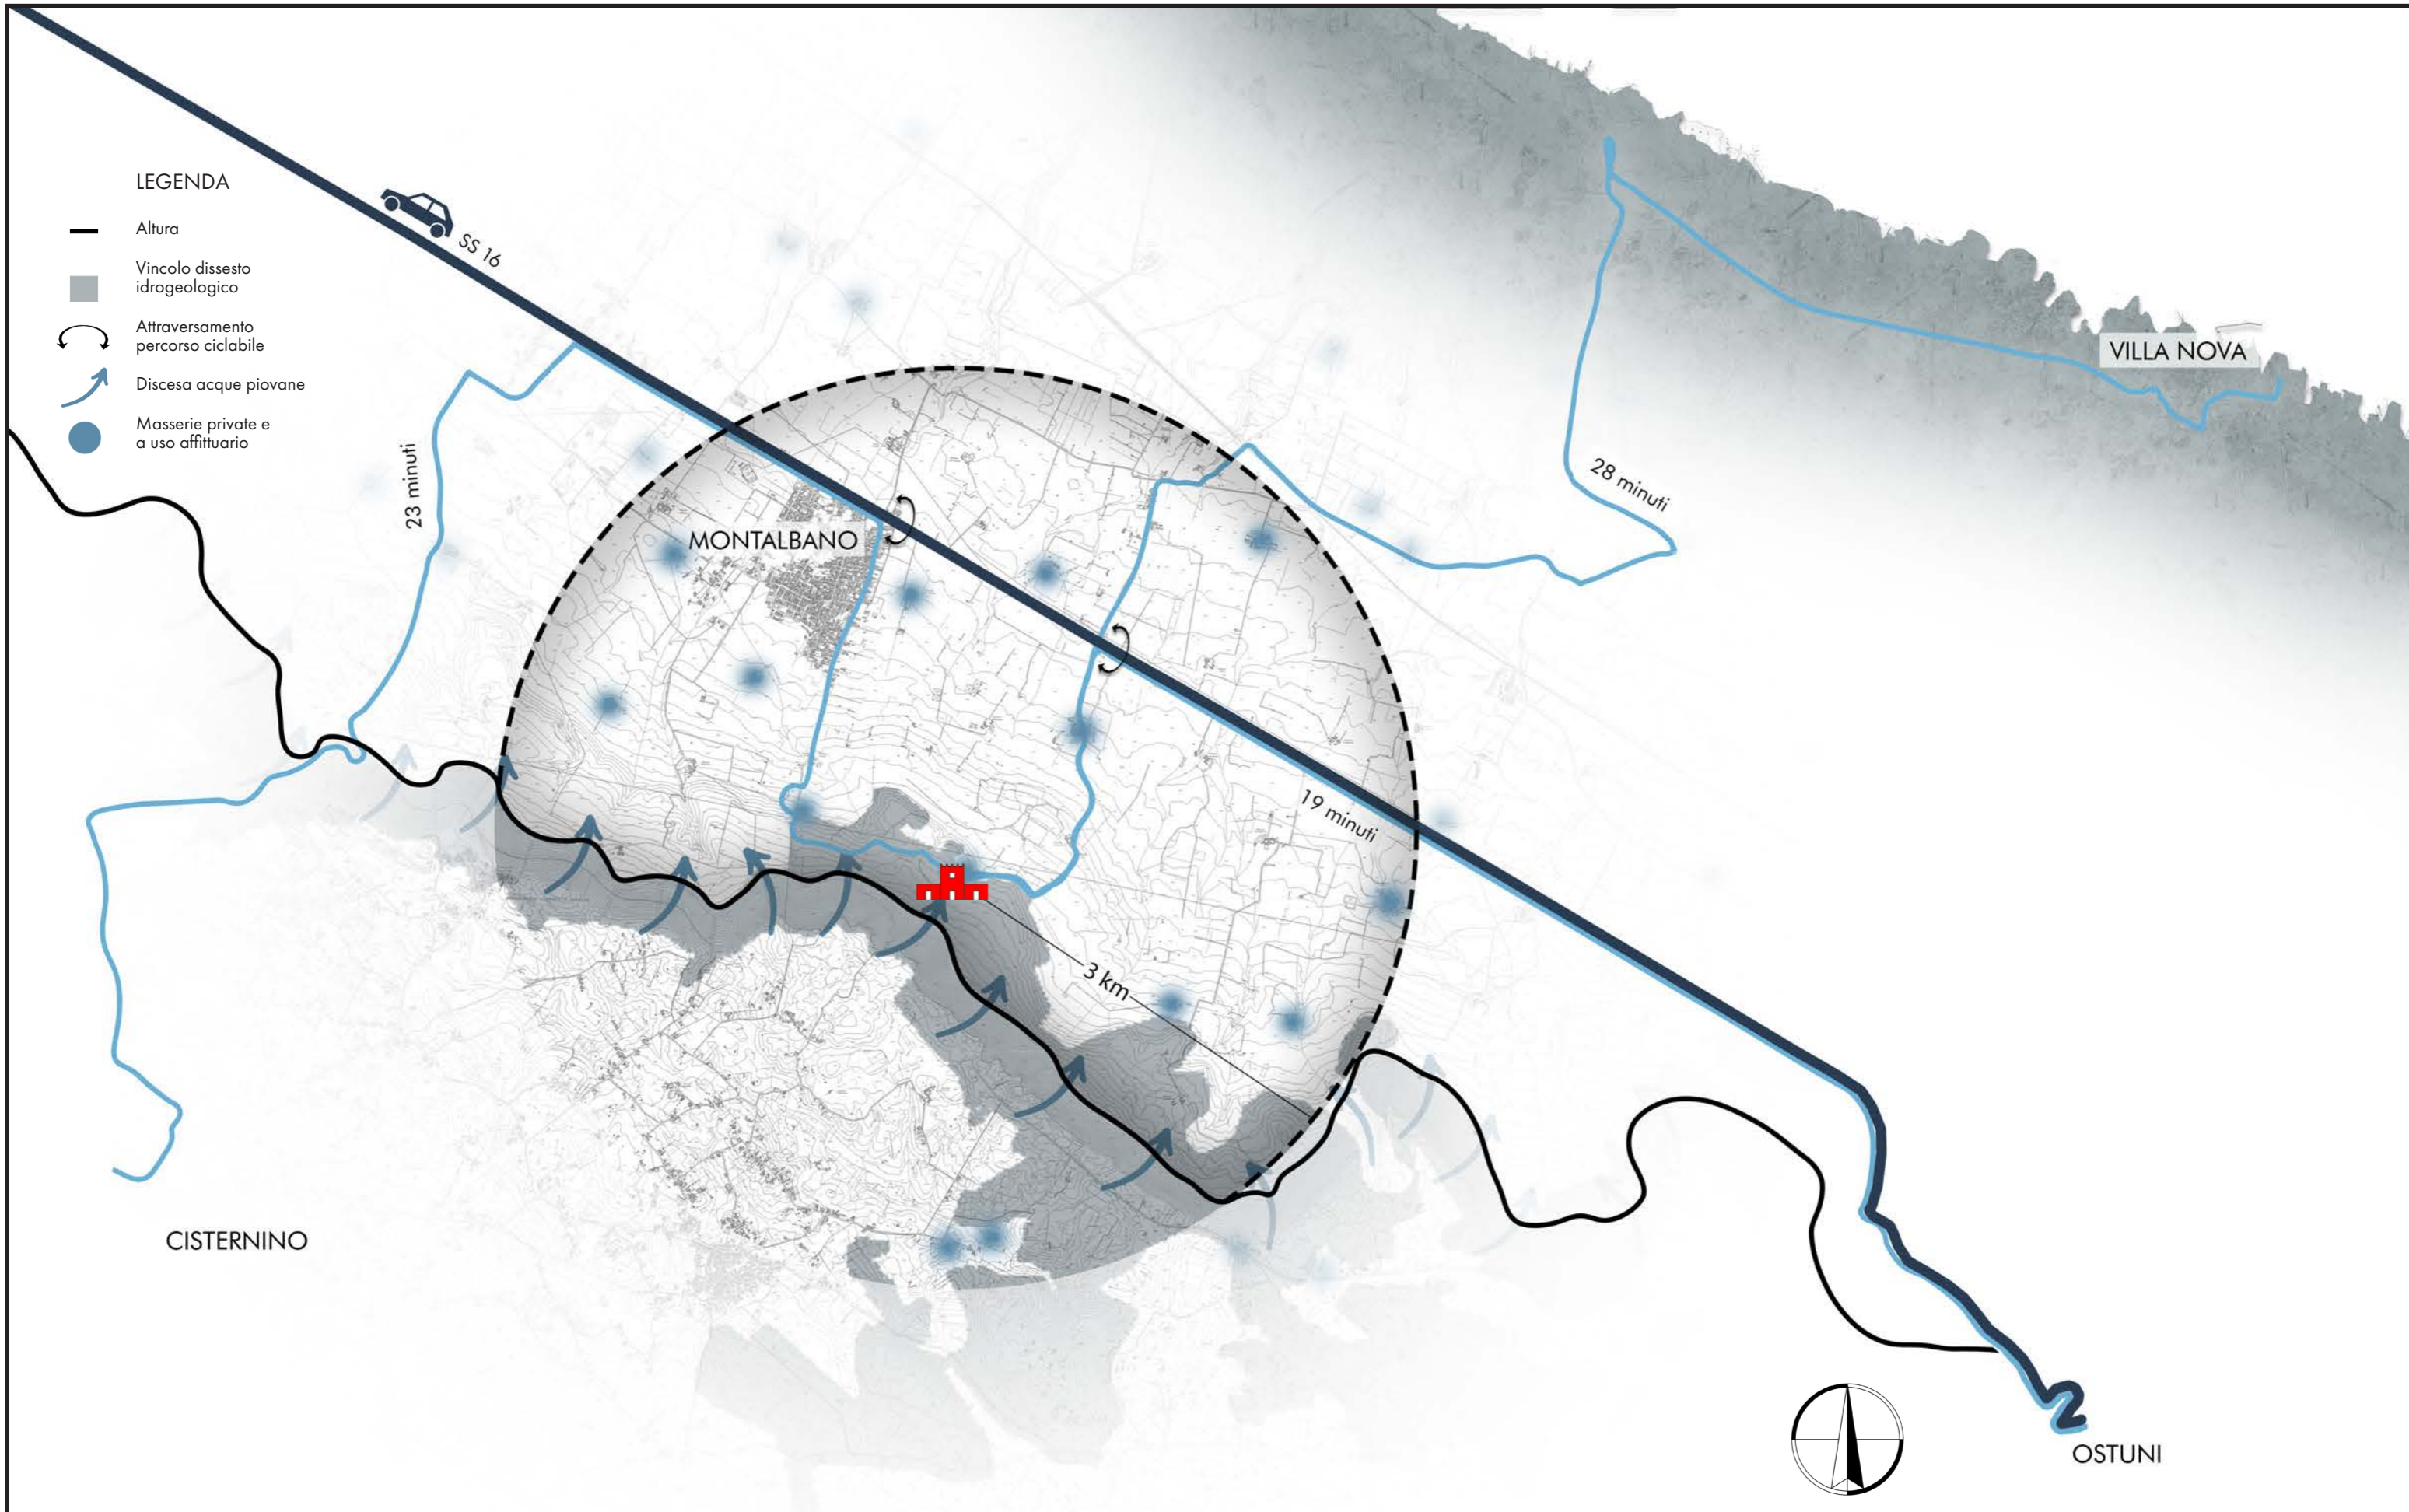 LEGENDA
Altura
Vincolo dissesto
idrogeologico
Attraversamento
percorso ciclabile
Discesa acque piovane
Masserie private e
a uso affittuario
SS 16
23 minuti
MONTALBANO
28 minuti
VILLA NOVA
19 minuti
3 km
CISTERNINO
OSTUNI